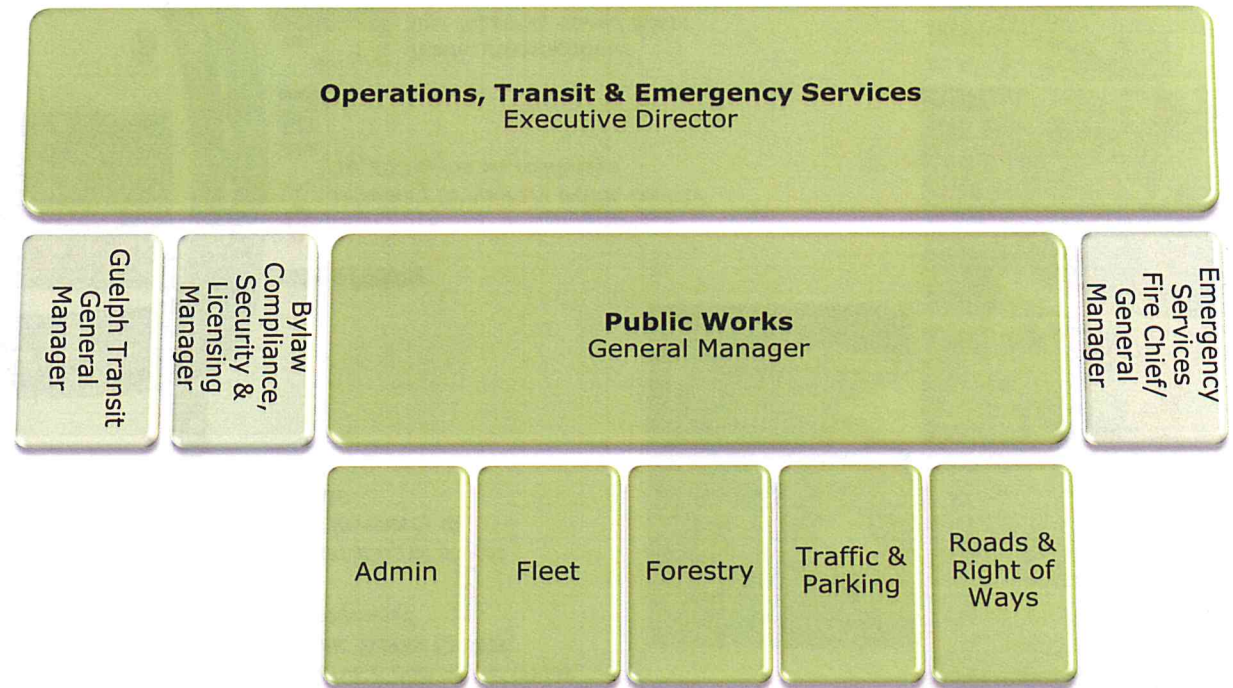 Operations, Transit & Emergency Services
Executive Director
Guelph Transit
General
Manager
Bylaw
Compliance,
Security &
Licensing
Manager
Public Works
General Manager
Emergency
Services
Fire Chief/
General
Manager
Admin
Fleet
Forestry
Traffic &
Parking
Roads &
Right of
Ways